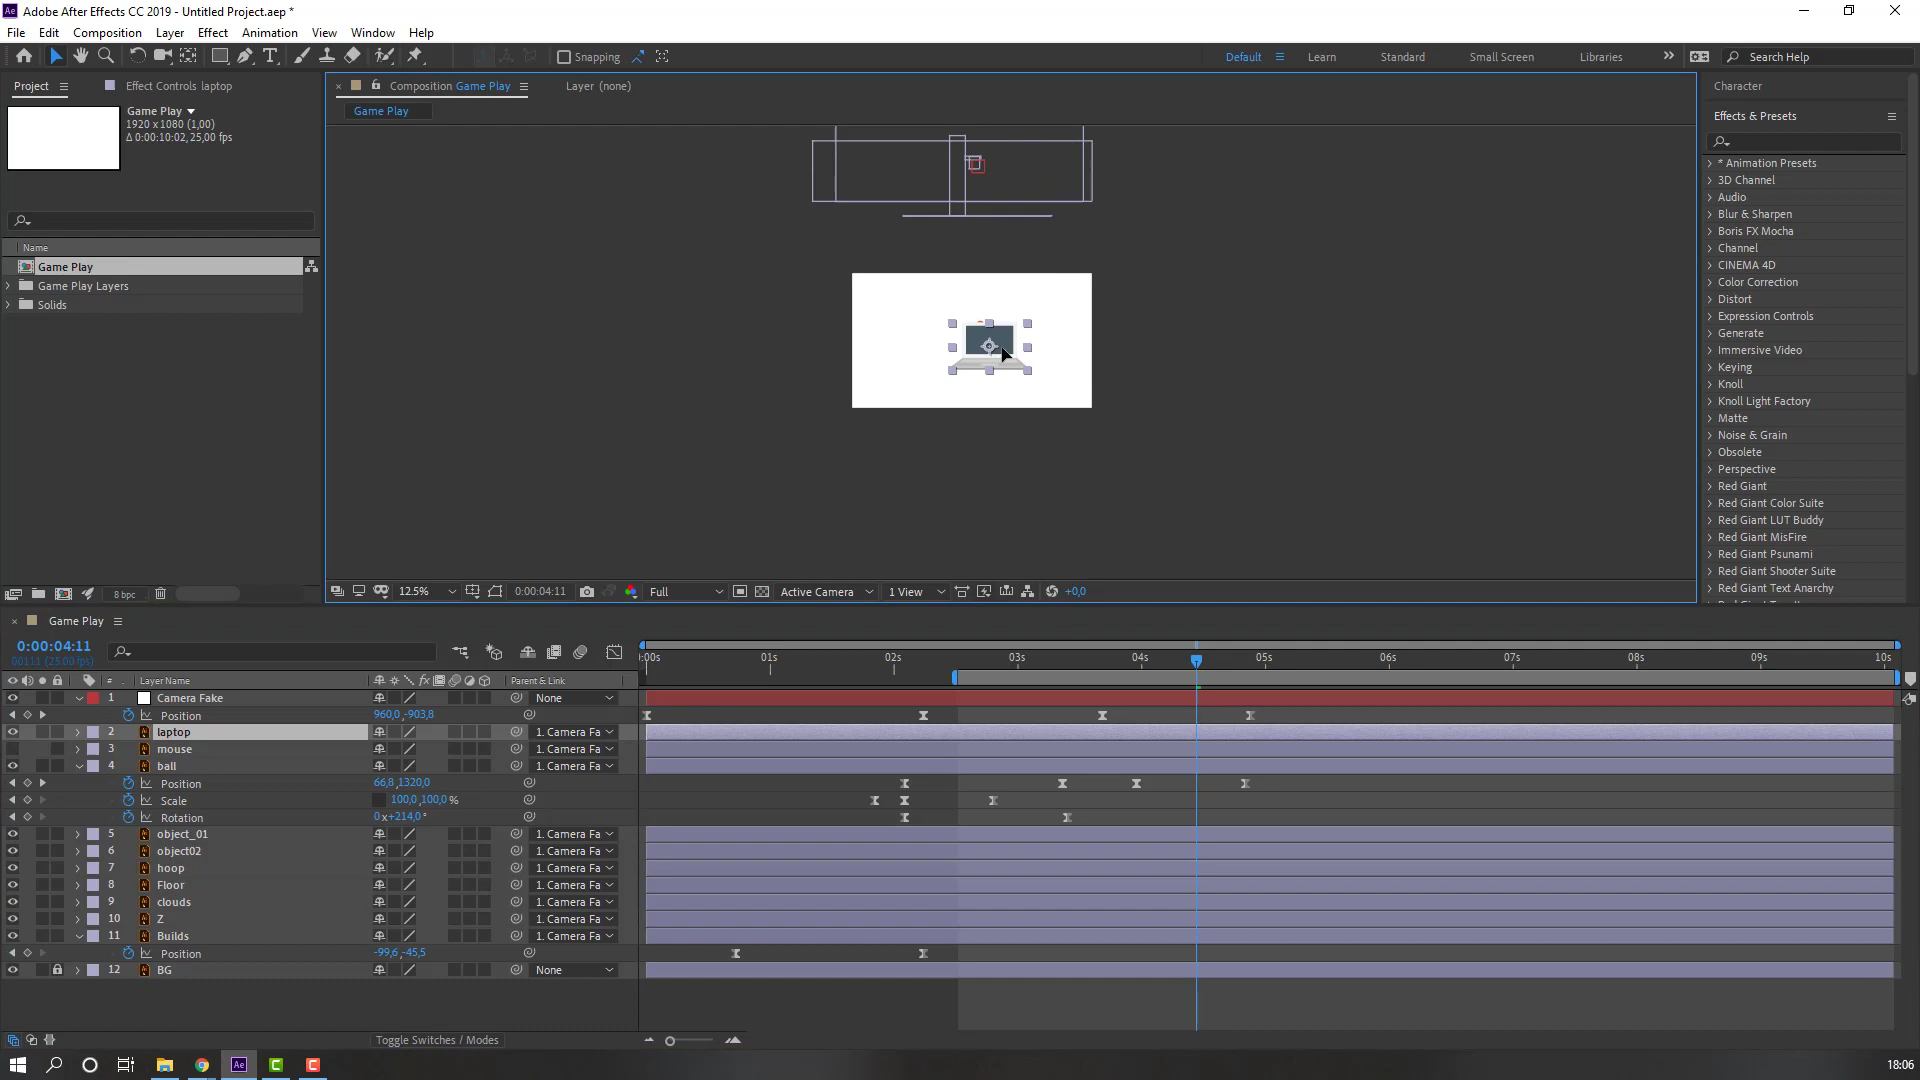 Adobe After Effects CC 2019 - Untitled Project.aep *
File Edit Composition Layer Effect Animation View Window Help
Snapping Default Learn Standard Small Screen Libraries Search Help
Project Effect Controls laptop
Composition Game Play Layer (none)
Character
Game Play
1920 x 1080 (1,00)
Δ 0:00:10:02, 25,00 fps
Game Play
Effects & Presets
Name
Game Play
Game Play Layers
Solids
* Animation Presets
3D Channel
Audio
Blur & Sharpen
Boris FX Mocha
Channel
CINEMA 4D
Color Correction
Distort
Expression Controls
Generate
Immersive Video
Keying
Knoll
Knoll Light Factory
Matte
Noise & Grain
Obsolete
Perspective
Red Giant
Red Giant Color Suite
Red Giant LUT Buddy
Red Giant MisFire
Red Giant Psunami
Red Giant Shooter Suite
Red Giant Text Anarchy
8 bpc
12.5% 0:00:04:11 Full Active Camera 1 View +0,0
Game Play
0:00:04:11
00111 (25.00 fps)
:00s 01s 02s 03s 04s 05s 06s 07s 08s 09s 10s
# Layer Name Parent & Link
1 Camera Fake None
Position 960,0,-903,8
2 laptop 1. Camera Fa
3 mouse 1. Camera Fa
4 ball 1. Camera Fa
Position 66,8,1320,0
Scale 100,0,100,0 %
Rotation 0x+214,0°
5 object_01 1. Camera Fa
6 object02 1. Camera Fa
7 hoop 1. Camera Fa
8 Floor 1. Camera Fa
9 clouds 1. Camera Fa
10 Z 1. Camera Fa
11 Builds 1. Camera Fa
Position -99,6,-45,5
12 BG None
Toggle Switches / Modes
18:06